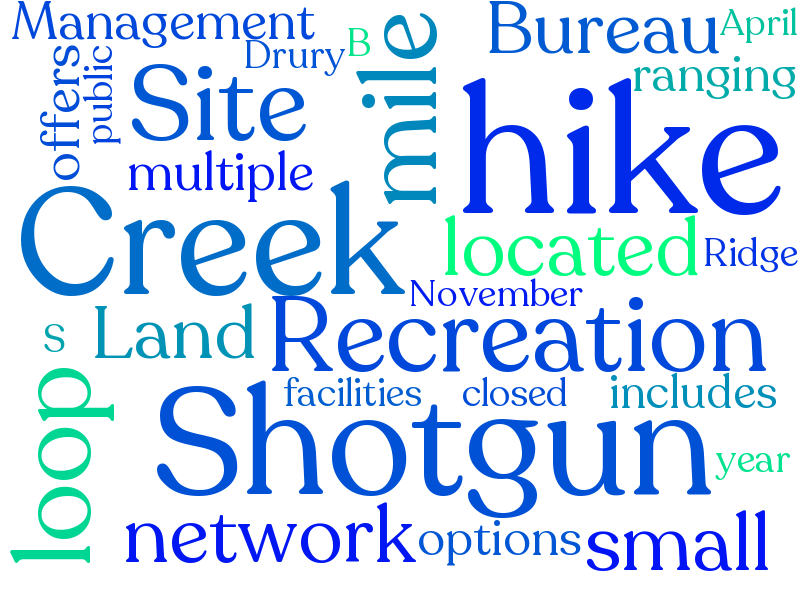 Management
Drury
B
Bureau
April
offers
public
Site
mile
ranging
hike
multiple
Creek
located
Ridge
November
s
Land
Recreation
loop
facilities
closed
includes
Shotgun
year
network
options
small